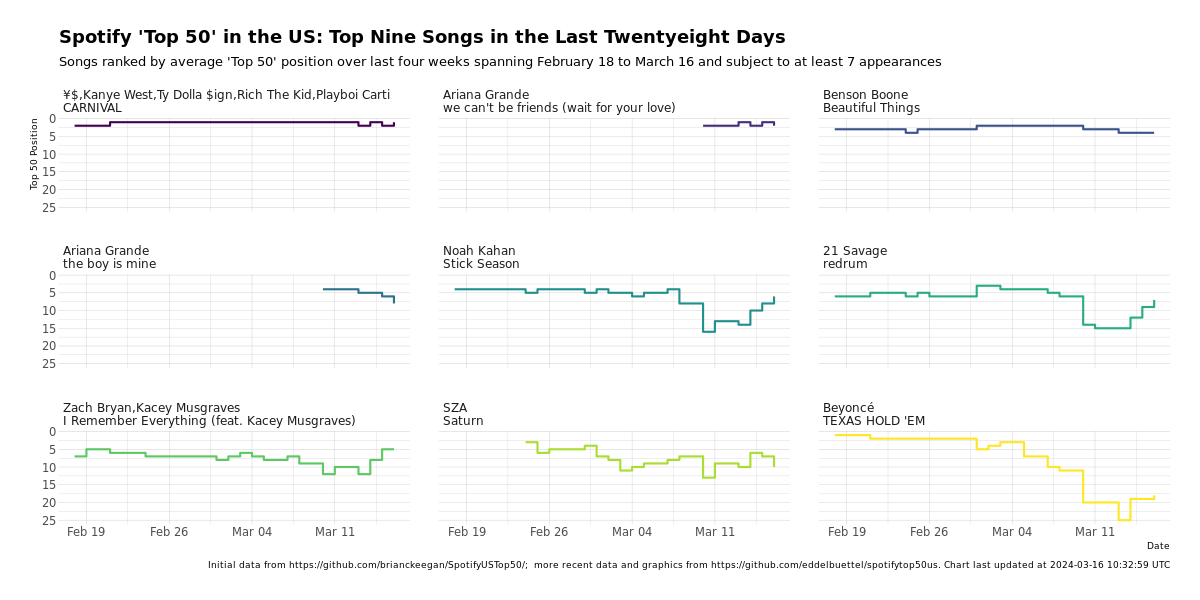 Spotify 'Top 50' in the US: Top Nine Songs in the Last Twentyeight Days
Songs ranked by average 'Top 50' position over last four weeks spanning February 18 to March 16 and subject to at least 7 appearances
¥$,Kanye West,Ty Dolla $ign,Rich The Kid,Playboi Carti
CARNIVAL
Ariana Grande
we can't be friends (wait for your love)
Benson Boone
Beautiful Things
Top 50 Position
0
5
10
15
20
25
Ariana Grande
the boy is mine
Noah Kahan
Stick Season
21 Savage
redrum
0
5
10
15
20
25
Zach Bryan,Kacey Musgraves
I Remember Everything (feat. Kacey Musgraves)
SZA
Saturn
Beyoncé
TEXAS HOLD 'EM
0
5
10
15
20
25
Feb 19 Feb 26 Mar 04 Mar 11
Feb 19 Feb 26 Mar 04 Mar 11
Feb 19 Feb 26 Mar 04 Mar 11
Date
Initial data from https://github.com/brianckeegan/SpotifyUSTop50/; more recent data and graphics from https://github.com/eddelbuettel/spotifytop50us. Chart last updated at 2024-03-16 10:32:59 UTC